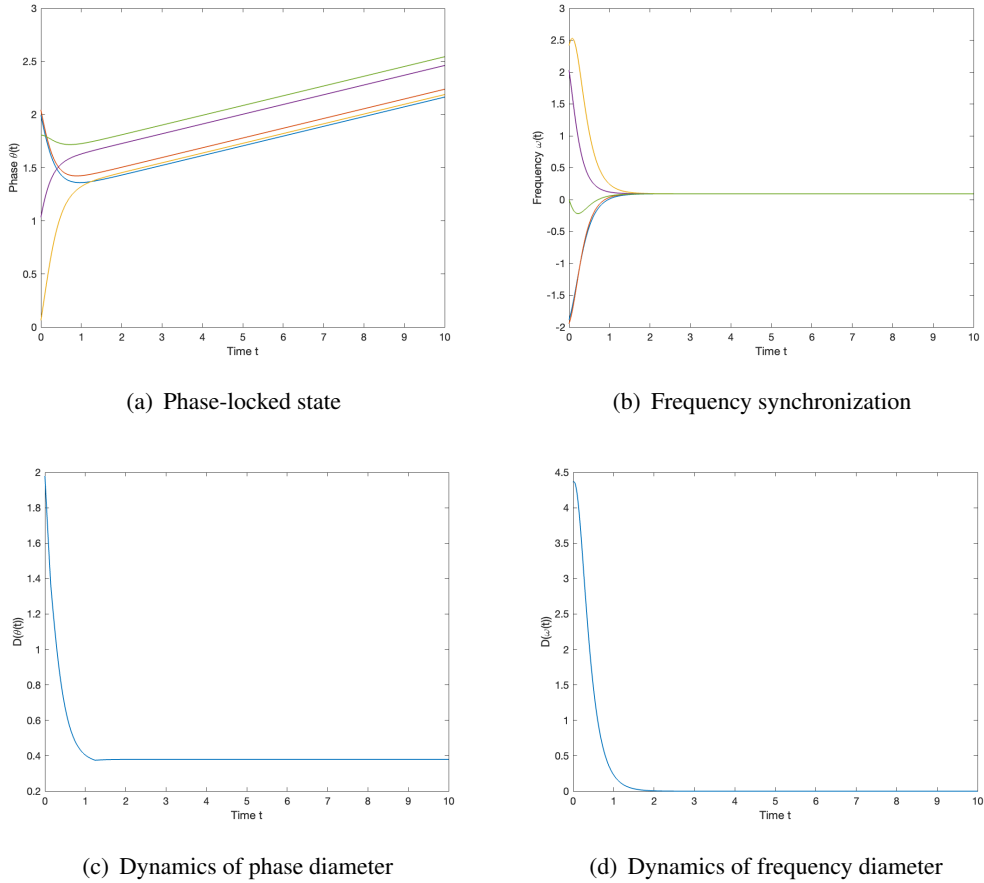 3
2.5
2
1.5
1
0.5
0
Phase θ(t)
0 1 2 3 4 5 6 7 8 9 10
Time t
(a) Phase-locked state
3
2.5
2
1.5
1
0.5
0
-0.5
-1
-1.5
-2
Frequency ω(t)
0 1 2 3 4 5 6 7 8 9 10
Time t
(b) Frequency synchronization
2
1.8
1.6
1.4
1.2
1
0.8
0.6
0.4
0.2
D(θ(t))
0 1 2 3 4 5 6 7 8 9 10
Time t
(c) Dynamics of phase diameter
4.5
4
3.5
3
2.5
2
1.5
1
0.5
0
D(ω(t))
0 1 2 3 4 5 6 7 8 9 10
Time t
(d) Dynamics of frequency diameter